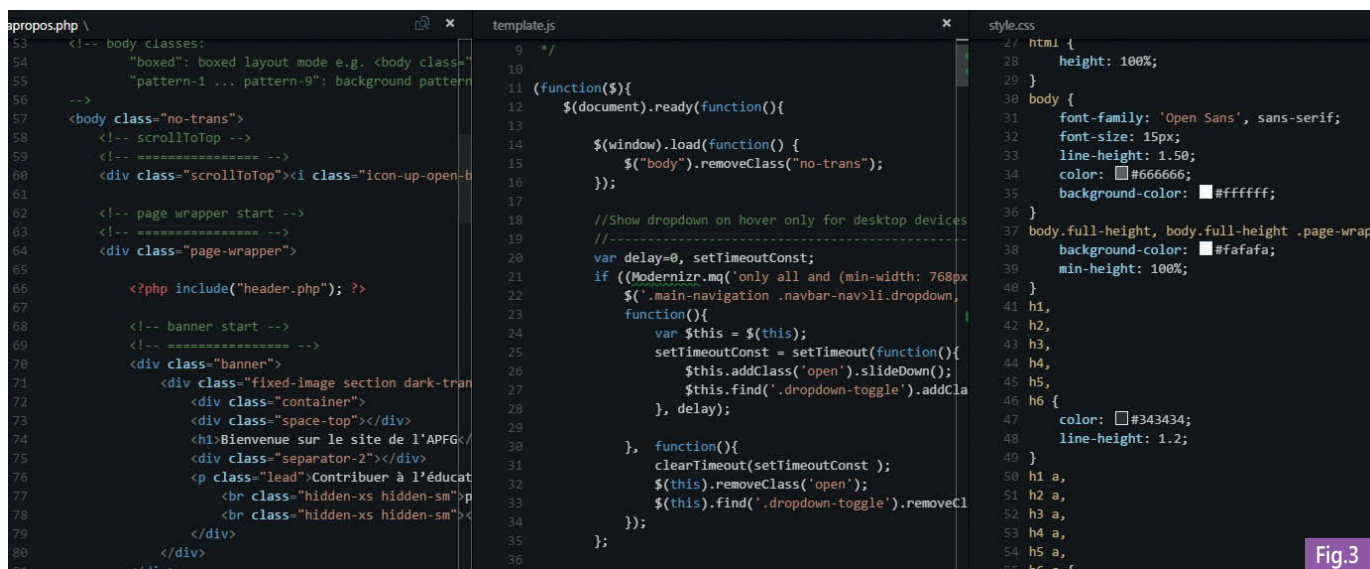 apropos.php \
53 <!-- body classes:
54 "boxed": boxed layout mode e.g. <body class="
55 "pattern-1 ... pattern-9": background pattern
56 -->
57 <body class="no-trans">
58 <!-- scrollToTop -->
59 <!-- ================ -->
60 <div class="scrollToTop"><i class="icon-up-open-b
61
62 <!-- page wrapper start -->
63 <!-- ================ -->
64 <div class="page-wrapper">
65
66 <?php include("header.php"); ?>
67
68 <!-- banner start -->
69 <!-- ================ -->
70 <div class="banner">
71 <div class="fixed-image section dark-tran
72 <div class="container">
73 <div class="space-top"></div>
74 <h1>Bienvenue sur le site de l'APFG</
75 <div class="separator-2"></div>
76 <p class="lead">Contribuer à l'éducat
77 <br class="hidden-xs hidden-sm">p
78 <br class="hidden-xs hidden-sm"><
79 </div>
80 </div>
template.js
9 */
10
11 (function($){
12 $(document).ready(function(){
13
14 $(window).load(function() {
15 $("body").removeClass("no-trans");
16 });
17
18 //Show dropdown on hover only for desktop devices
19 //-----------------------------------------------
20 var delay=0, setTimeoutConst;
21 if ((Modernizr.mq('only all and (min-width: 768px
22 $('.main-navigation .navbar-nav>li.dropdown,
23 function(){
24 var $this = $(this);
25 setTimeoutConst = setTimeout(function(){
26 $this.addClass('open').slideDown();
27 $this.find('.dropdown-toggle').addCla
28 }, delay);
29
30 }, function(){
31 clearTimeout(setTimeoutConst );
32 $(this).removeClass('open');
33 $(this).find('.dropdown-toggle').removeCl
34 });
35 };
36
style.css
27 html {
28 height: 100%;
29 }
30 body {
31 font-family: 'Open Sans', sans-serif;
32 font-size: 15px;
33 line-height: 1.50;
34 color: #666666;
35 background-color: #ffffff;
36 }
37 body.full-height, body.full-height .page-wrap
38 background-color: #fafafa;
39 min-height: 100%;
40 }
41 h1,
42 h2,
43 h3,
44 h4,
45 h5,
46 h6 {
47 color: #343434;
48 line-height: 1.2;
49 }
50 h1 a,
51 h2 a,
52 h3 a,
53 h4 a,
54 h5 a,
55 h6 a {
Fig.3